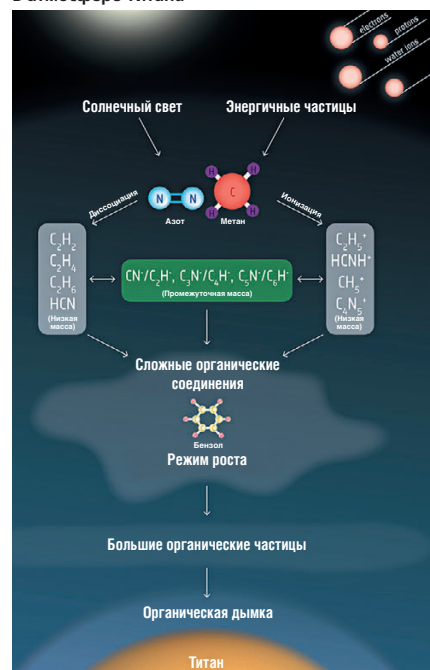 в атмосфере Титана
electrons
protons
water ions
Солнечный свет
Энергичные частицы
H H
N N
C
H H
Азот
Метан
Диссоциация
Ионизация
C₂H₂
C₂H₄
C₂H₆
HCN
(Низкая
масса)
CN⁻/C₂H⁻, C₃N⁻/C₄H⁻, C₅N⁻/C₆H⁻
(Промежуточная масса)
C₂H₅⁺
HCNH⁺
CH₅⁺
C₄N₅⁺
(Низкая
масса)
Сложные органические
соединения
Бензол
Режим роста
Большие органические частицы
Органическая дымка
Титан